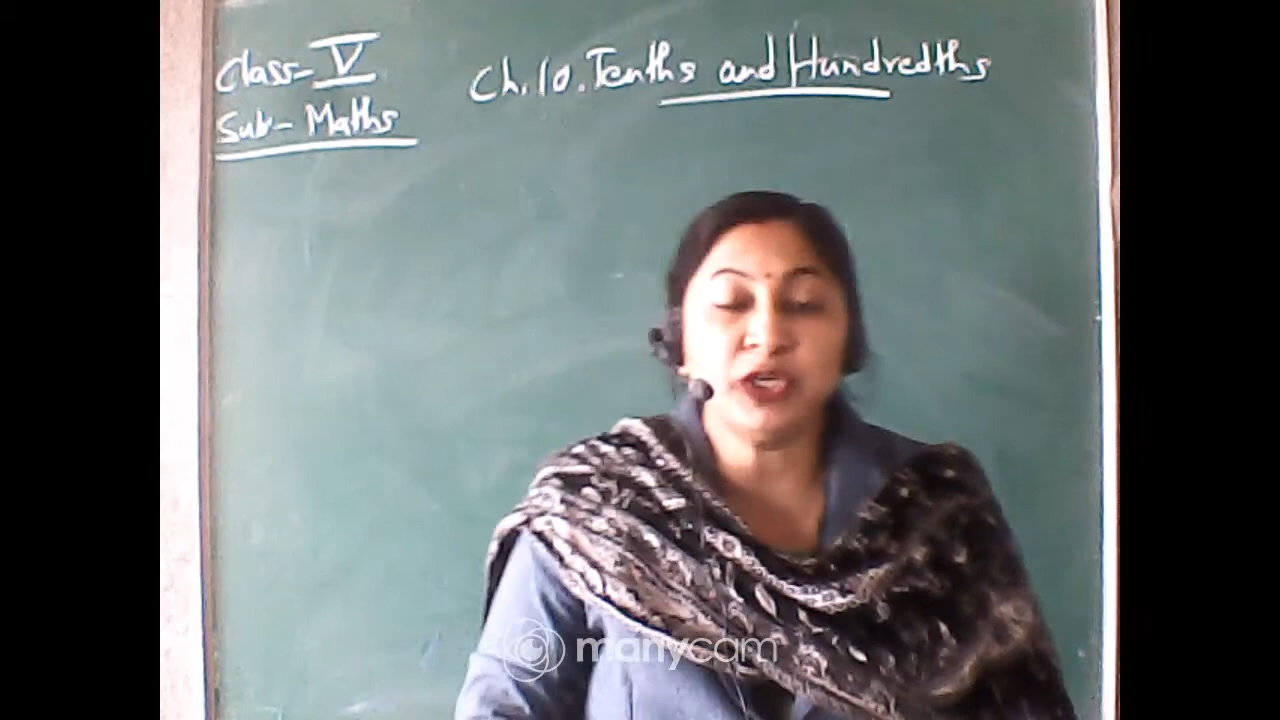 Class - V
Sub - Maths
Ch. 10. Tenths and Hundredths
manycam